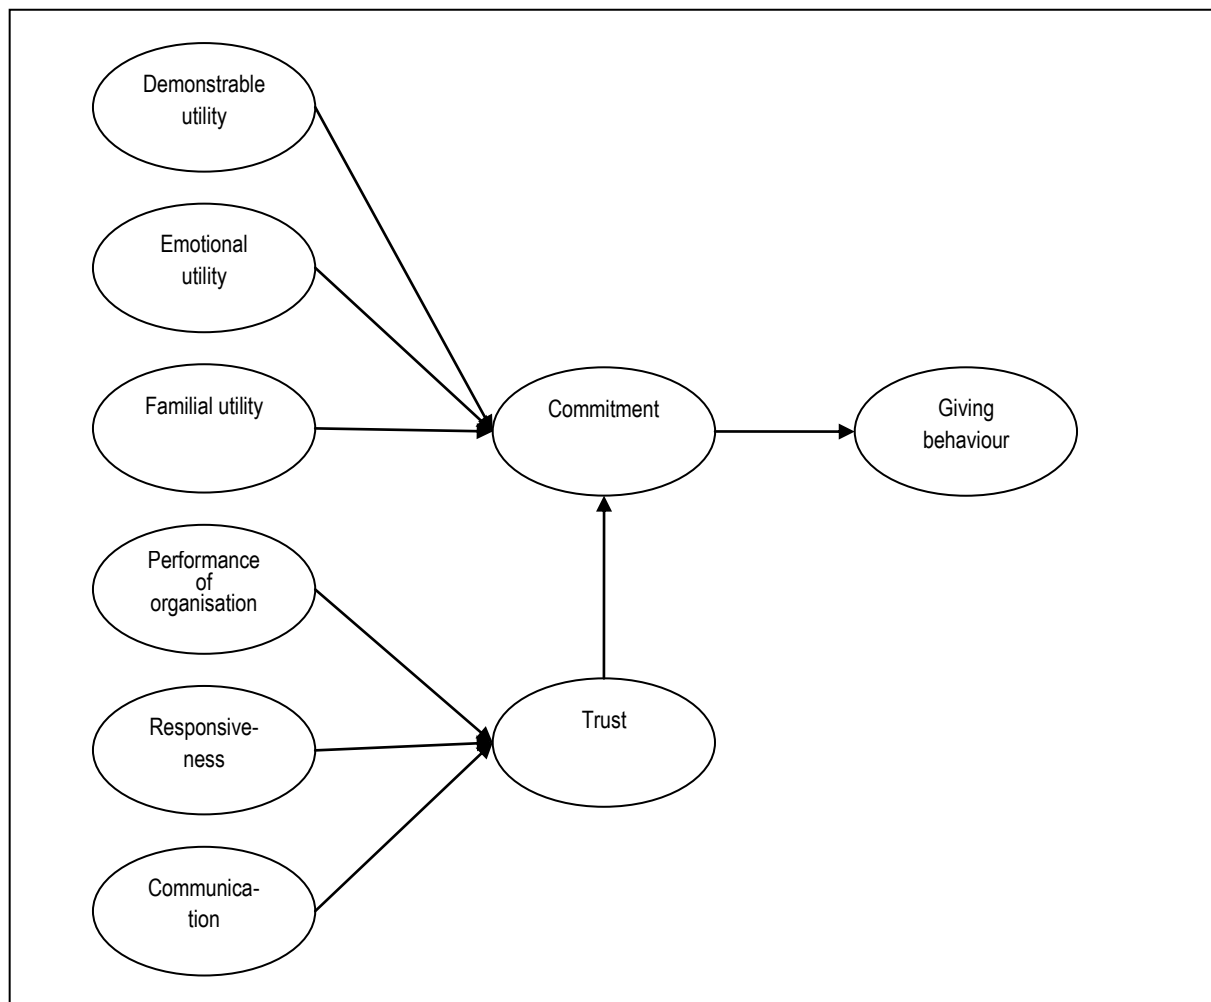 Demonstrable
utility
Emotional
utility
Familial utility
Commitment
Giving
behaviour
Performance
of
organisation
Responsive-
ness
Trust
Communica-
tion